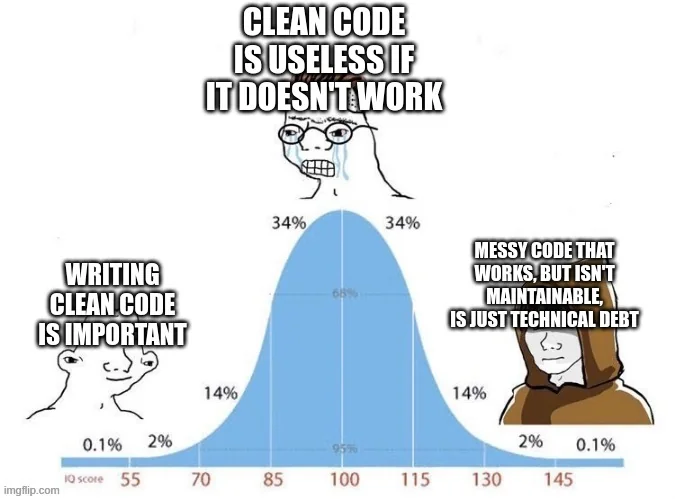 CLEAN CODE
IS USELESS IF
IT DOESN'T WORK
WRITING
CLEAN CODE
IS IMPORTANT
MESSY CODE THAT
WORKS, BUT ISN'T
MAINTAINABLE,
IS JUST TECHNICAL DEBT
34% 34%
68%
14% 14%
95%
0.1% 2% 2% 0.1%
IQ score 55 70 85 100 115 130 145
imgflip.com